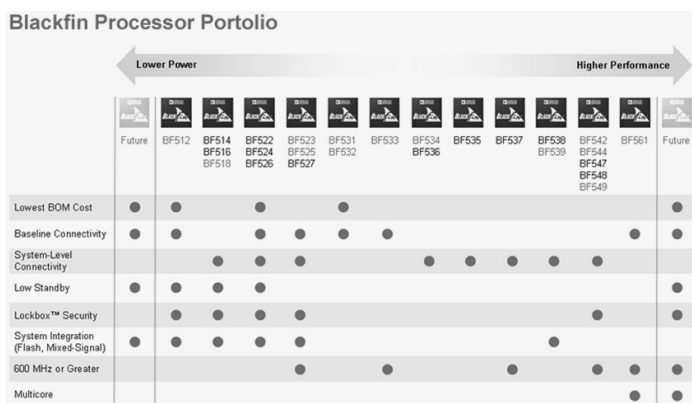 Blackfin Processor Portolio
Lower Power
Higher Performance
Future
BF512
BF514
BF516
BF518
BF522
BF524
BF526
BF523
BF525
BF527
BF531
BF532
BF533
BF534
BF536
BF535
BF537
BF538
BF539
BF542
BF544
BF547
BF548
BF549
BF561
Future
Lowest BOM Cost
Baseline Connectivity
System-Level
Connectivity
Low Standby
Lockbox™ Security
System Integration
(Flash, Mixed-Signal)
600 MHz or Greater
Multicore